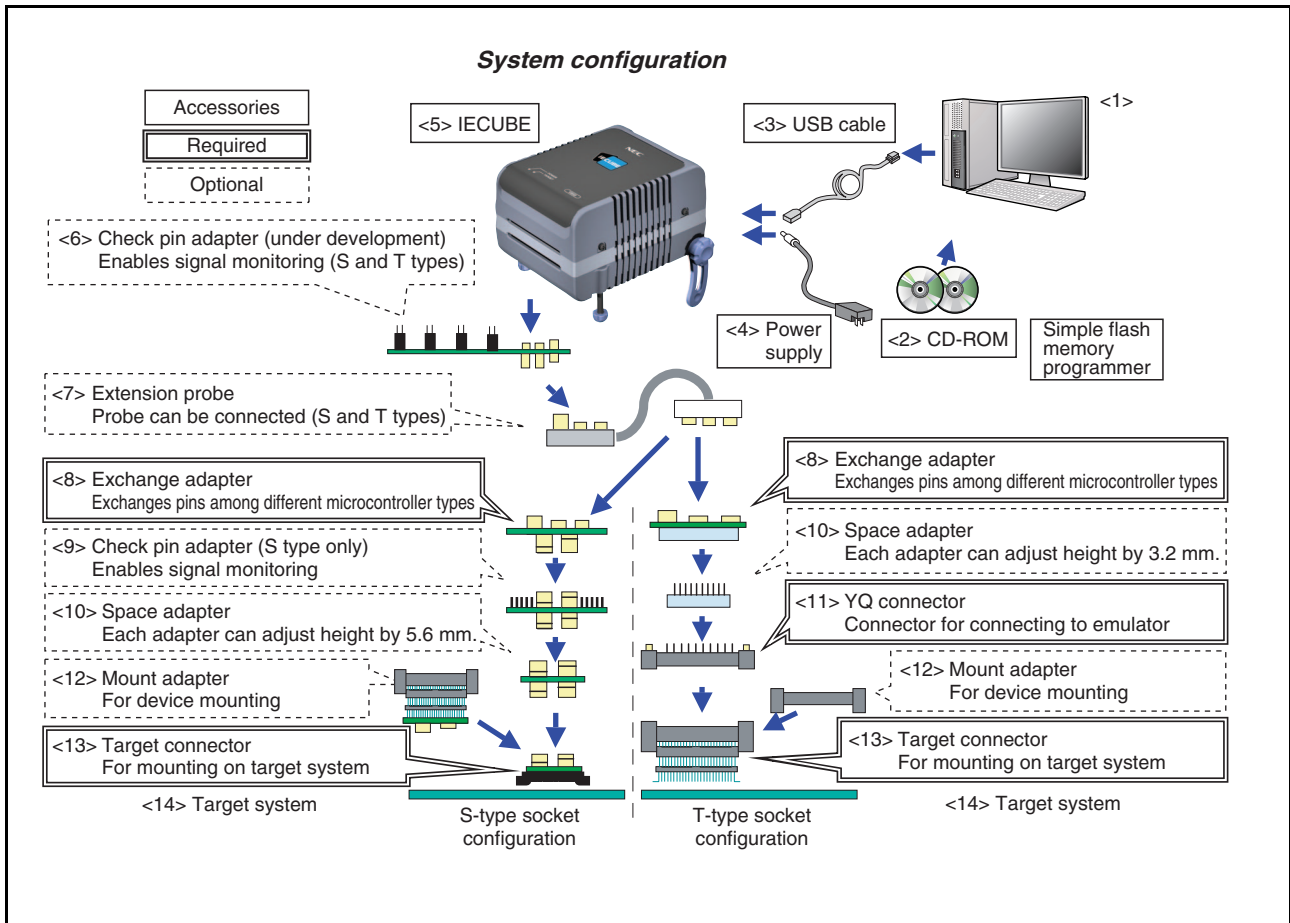 System configuration
Accessories
Required
Optional
<5> IECUBE
<3> USB cable
<1>
NEC
<6> Check pin adapter (under development)
Enables signal monitoring (S and T types)
<4> Power
supply
<2> CD-ROM
Simple flash
memory
programmer
<7> Extension probe
Probe can be connected (S and T types)
<8> Exchange adapter
Exchanges pins among different microcontroller types
<9> Check pin adapter (S type only)
Enables signal monitoring
<10> Space adapter
Each adapter can adjust height by 5.6 mm.
<12> Mount adapter
For device mounting
<13> Target connector
For mounting on target system
<14> Target system
S-type socket
configuration
<8> Exchange adapter
Exchanges pins among different microcontroller types
<10> Space adapter
Each adapter can adjust height by 3.2 mm.
<11> YQ connector
Connector for connecting to emulator
<12> Mount adapter
For device mounting
<13> Target connector
For mounting on target system
T-type socket
configuration
<14> Target system